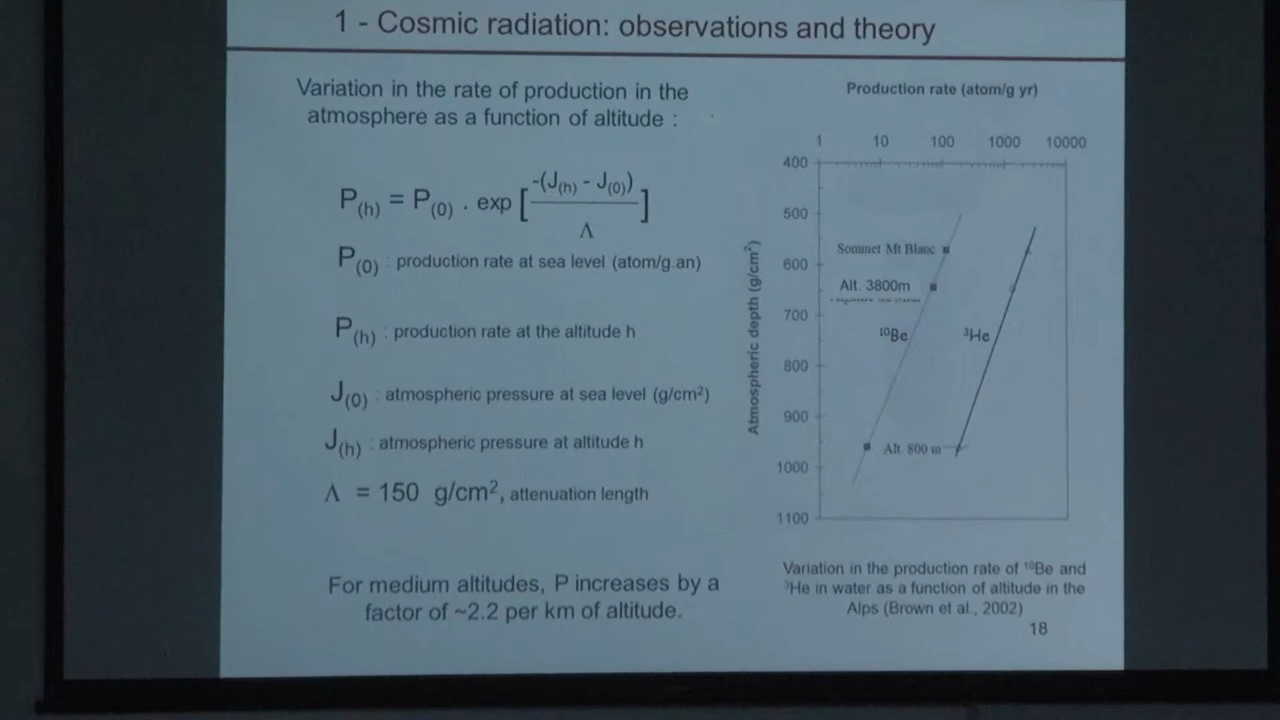 1 - Cosmic radiation: observations and theory
Variation in the rate of production in the
atmosphere as a function of altitude :
P(h) = P(0) . exp [ -(J(h) - J(0)) / Λ ]
P(0) : production rate at sea level (atom/g.an)
P(h) : production rate at the altitude h
J(0) : atmospheric pressure at sea level (g/cm²)
J(h) : atmospheric pressure at altitude h
Λ = 150 g/cm², attenuation length
For medium altitudes, P increases by a
factor of ~2.2 per km of altitude.
Production rate (atom/g yr)
1 10 100 1000 10000
Atmospheric depth (g/cm²)
400
500
600
700
800
900
1000
1100
Sommet Mt Blanc
Alt. 3800m
¹⁰Be
³He
Alt. 800 m
Variation in the production rate of ¹⁰Be and
³He in water as a function of altitude in the
Alps (Brown et al., 2002)
18